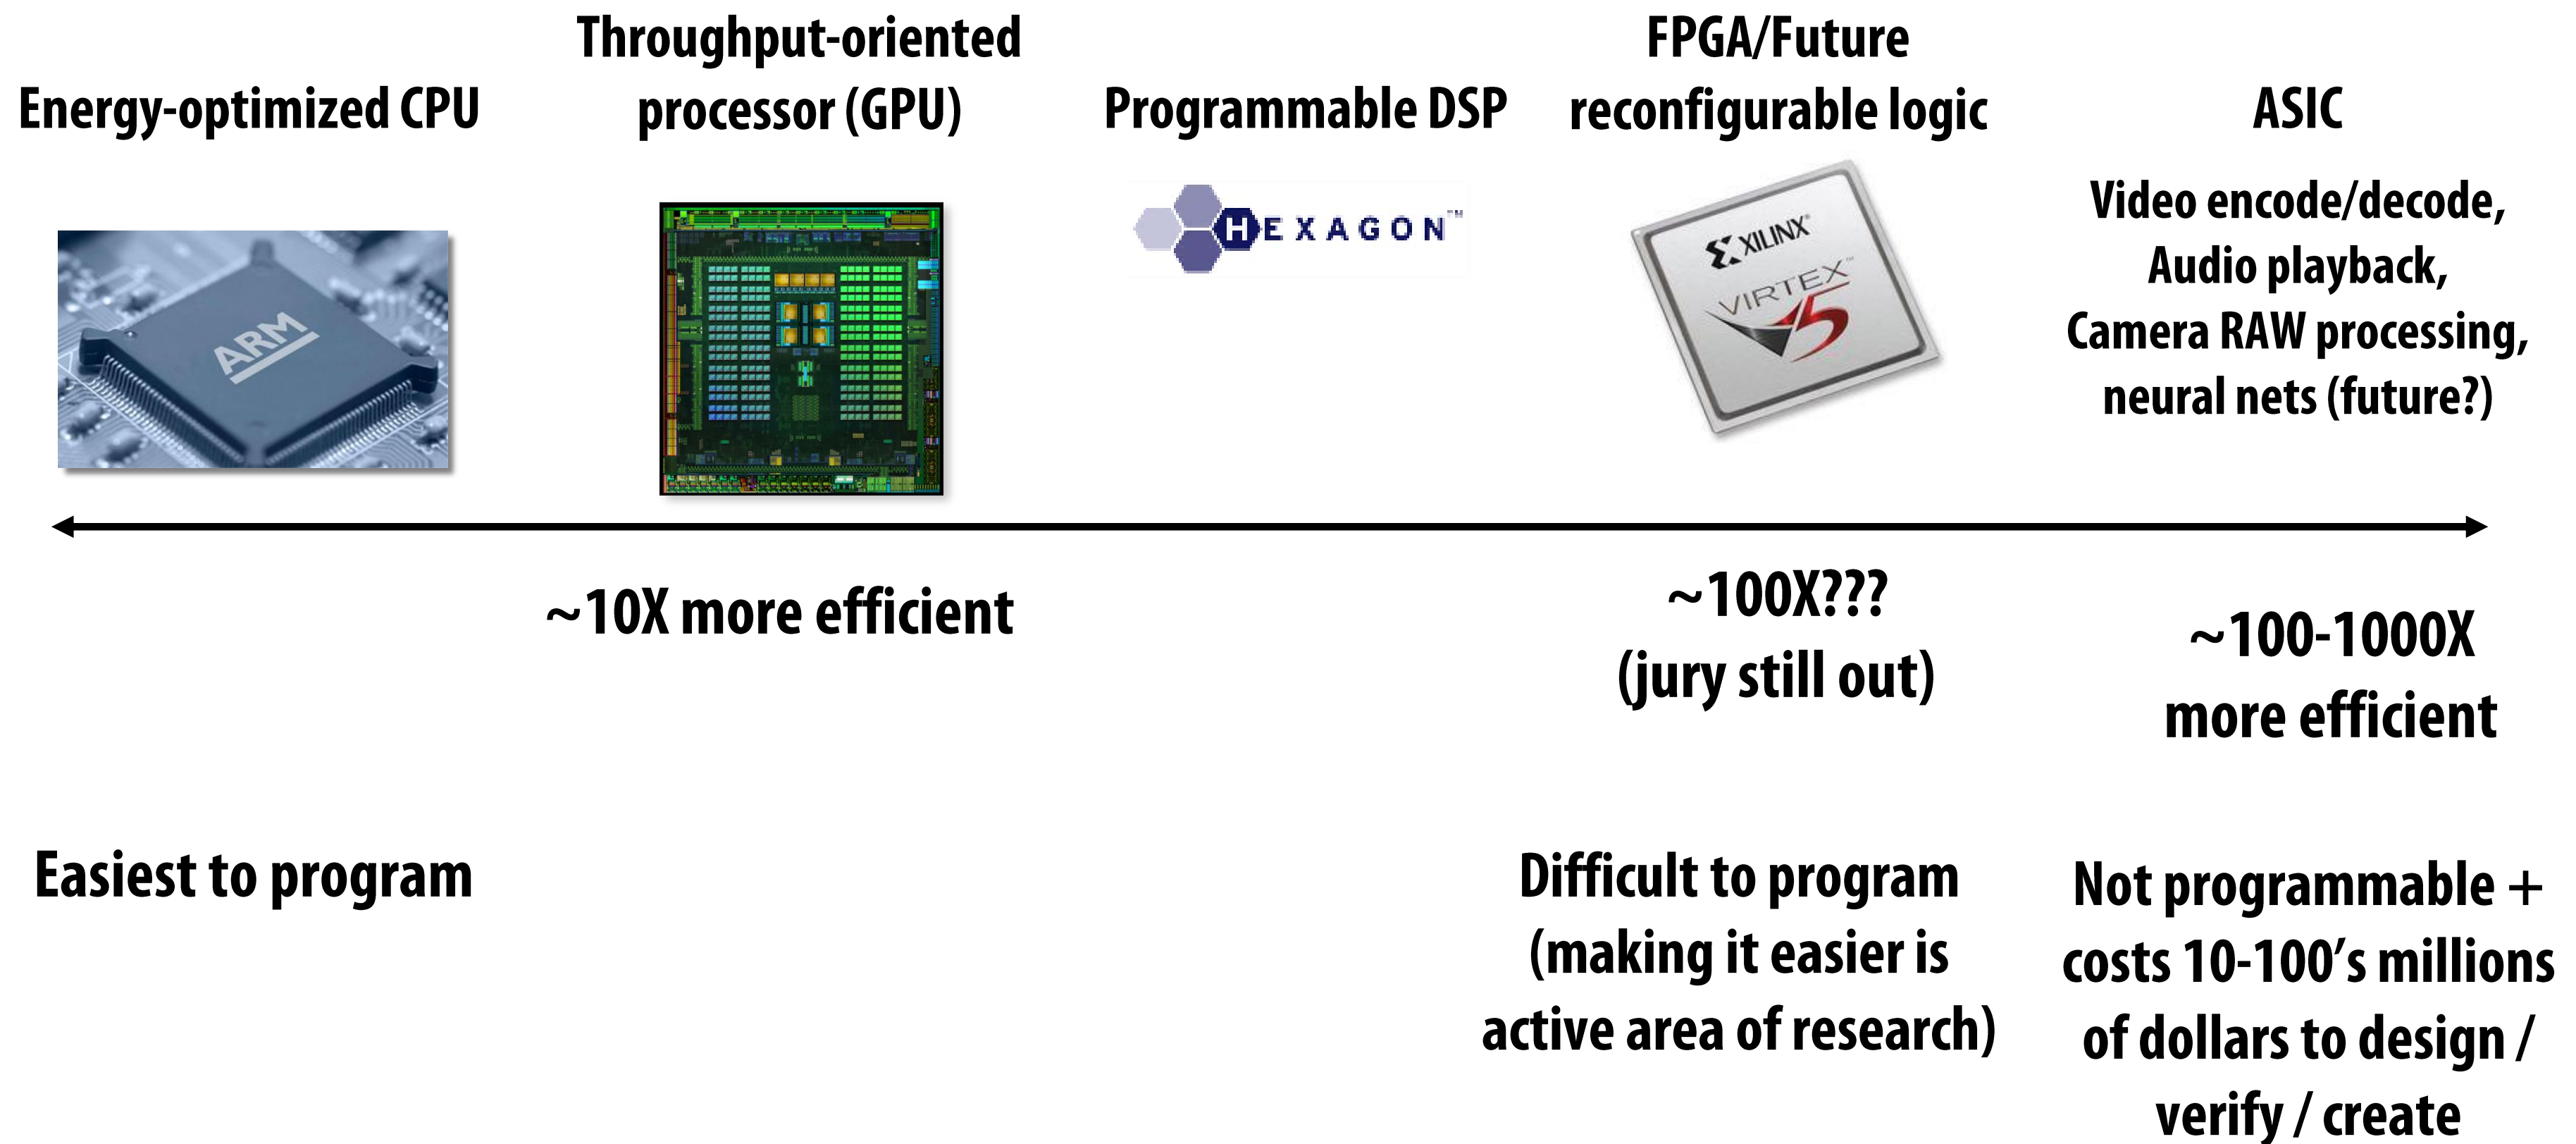 Energy-optimized CPU
Throughput-oriented
processor (GPU)
Programmable DSP
FPGA/Future
reconfigurable logic
ASIC
ARM
HEXAGON™
XILINX®
VIRTEX™
5
Video encode/decode,
Audio playback,
Camera RAW processing,
neural nets (future?)
~10X more efficient
~100X???
(jury still out)
~100-1000X
more efficient
Easiest to program
Difficult to program
(making it easier is
active area of research)
Not programmable +
costs 10-100’s millions
of dollars to design /
verify / create